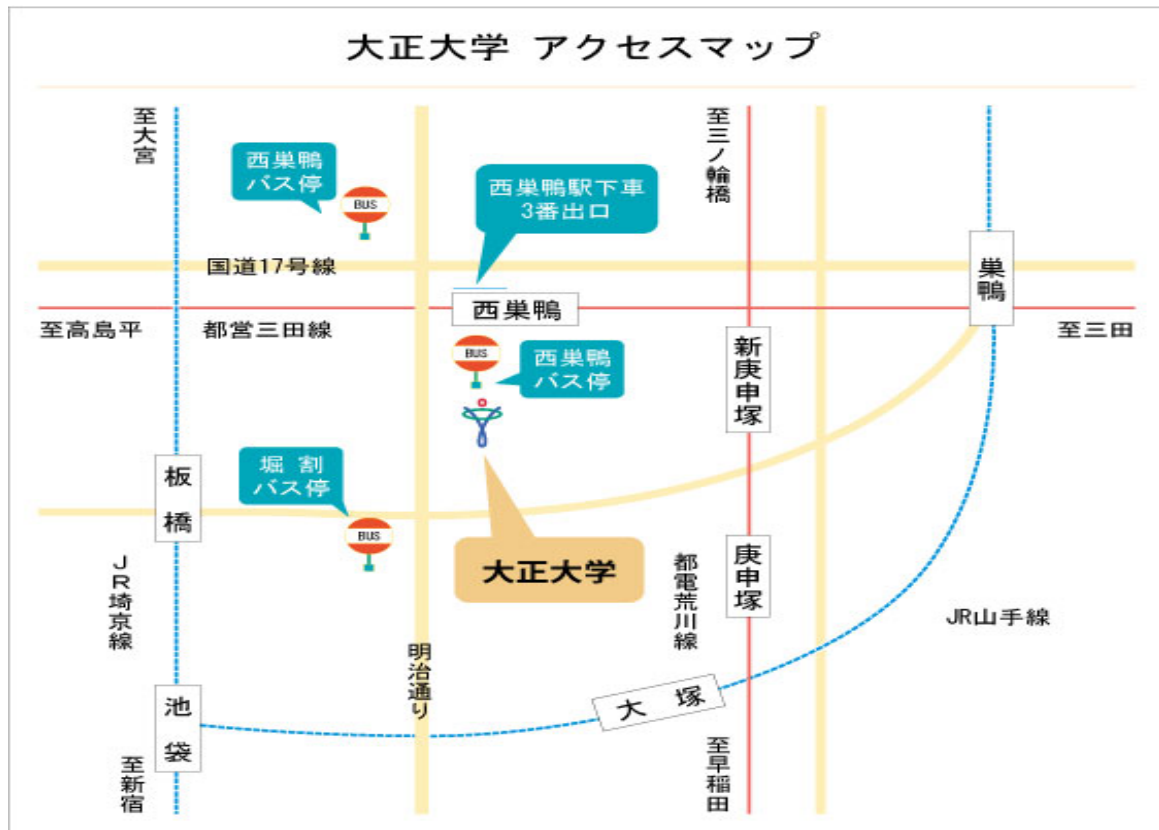 大正大学 アクセスマップ
至大宮
西巣鴨
バス停
BUS
西巣鴨駅下車
3番出口
至三ノ輪橋
国道17号線
巣鴨
西巣鴨
至高島平
都営三田線
至三田
BUS
西巣鴨
バス停
新庚申塚
板橋
堀 割
バス停
BUS
大正大学
庚申塚
JR埼京線
都電荒川線
JR山手線
明治通り
池袋
大塚
至新宿
至早稲田